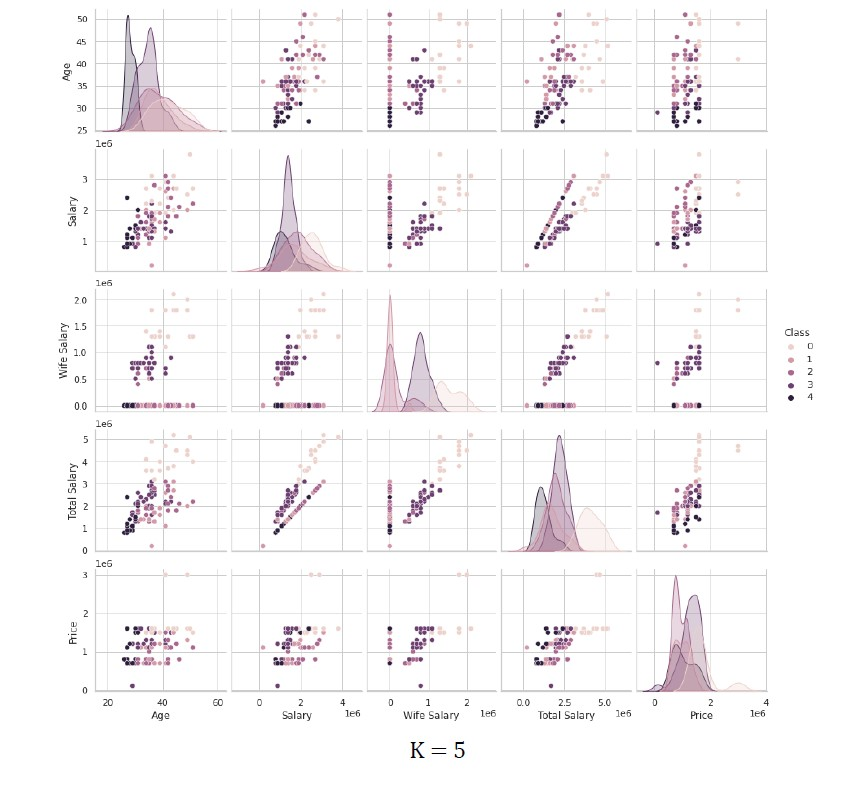 50
45
40
35
30
25
Age
1e6
3
2
1
Salary
1e6
2.0
1.5
1.0
0.5
0.0
Wife Salary
Class
0
1
2
3
4
1e6
5
4
3
2
1
0
Total Salary
1e6
3
2
1
0
Price
20 40 60 0 2 4 0 1 2 0.0 2.5 5.0 0 2 4
1e6 1e6 1e6 1e6
Age Salary Wife Salary Total Salary Price
K = 5